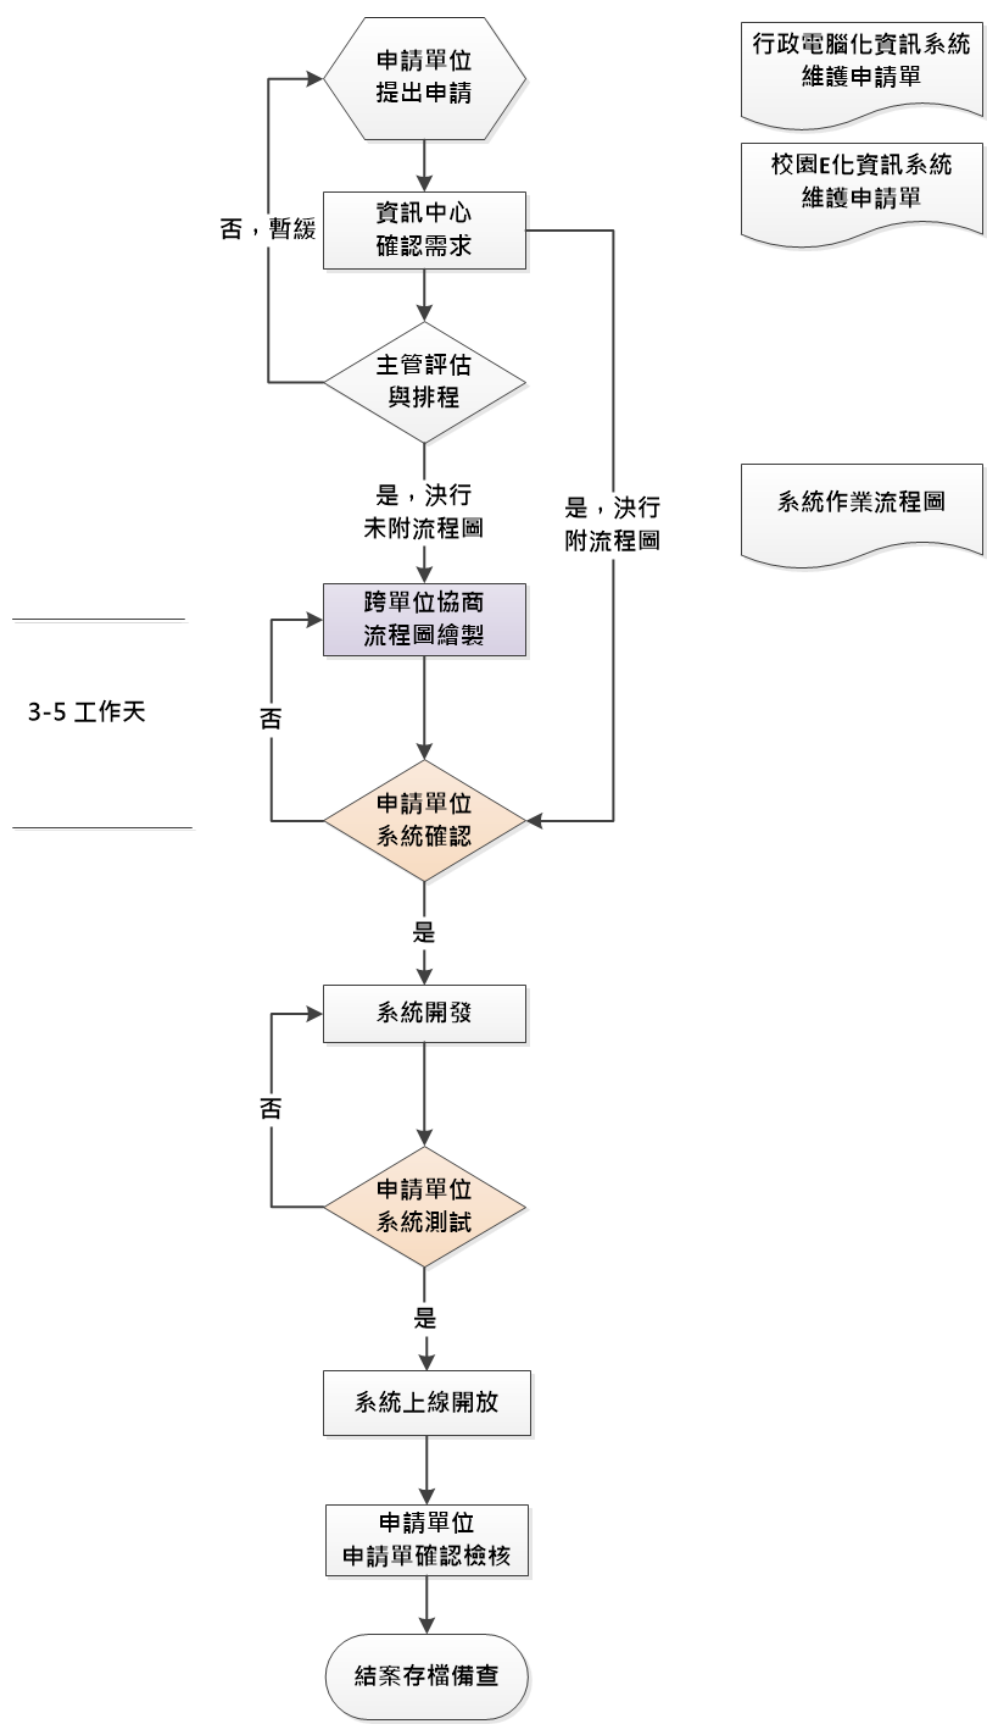 申請單位
提出申請
行政電腦化資訊系統
維護申請單
校園E化資訊系統
維護申請單
資訊中心
確認需求
否，暫緩
主管評估
與排程
是，決行
未附流程圖
是，決行
附流程圖
系統作業流程圖
跨單位協商
流程圖繪製
3-5 工作天
否
申請單位
系統確認
是
系統開發
否
申請單位
系統測試
是
系統上線開放
申請單位
申請單確認檢核
結案存檔備查